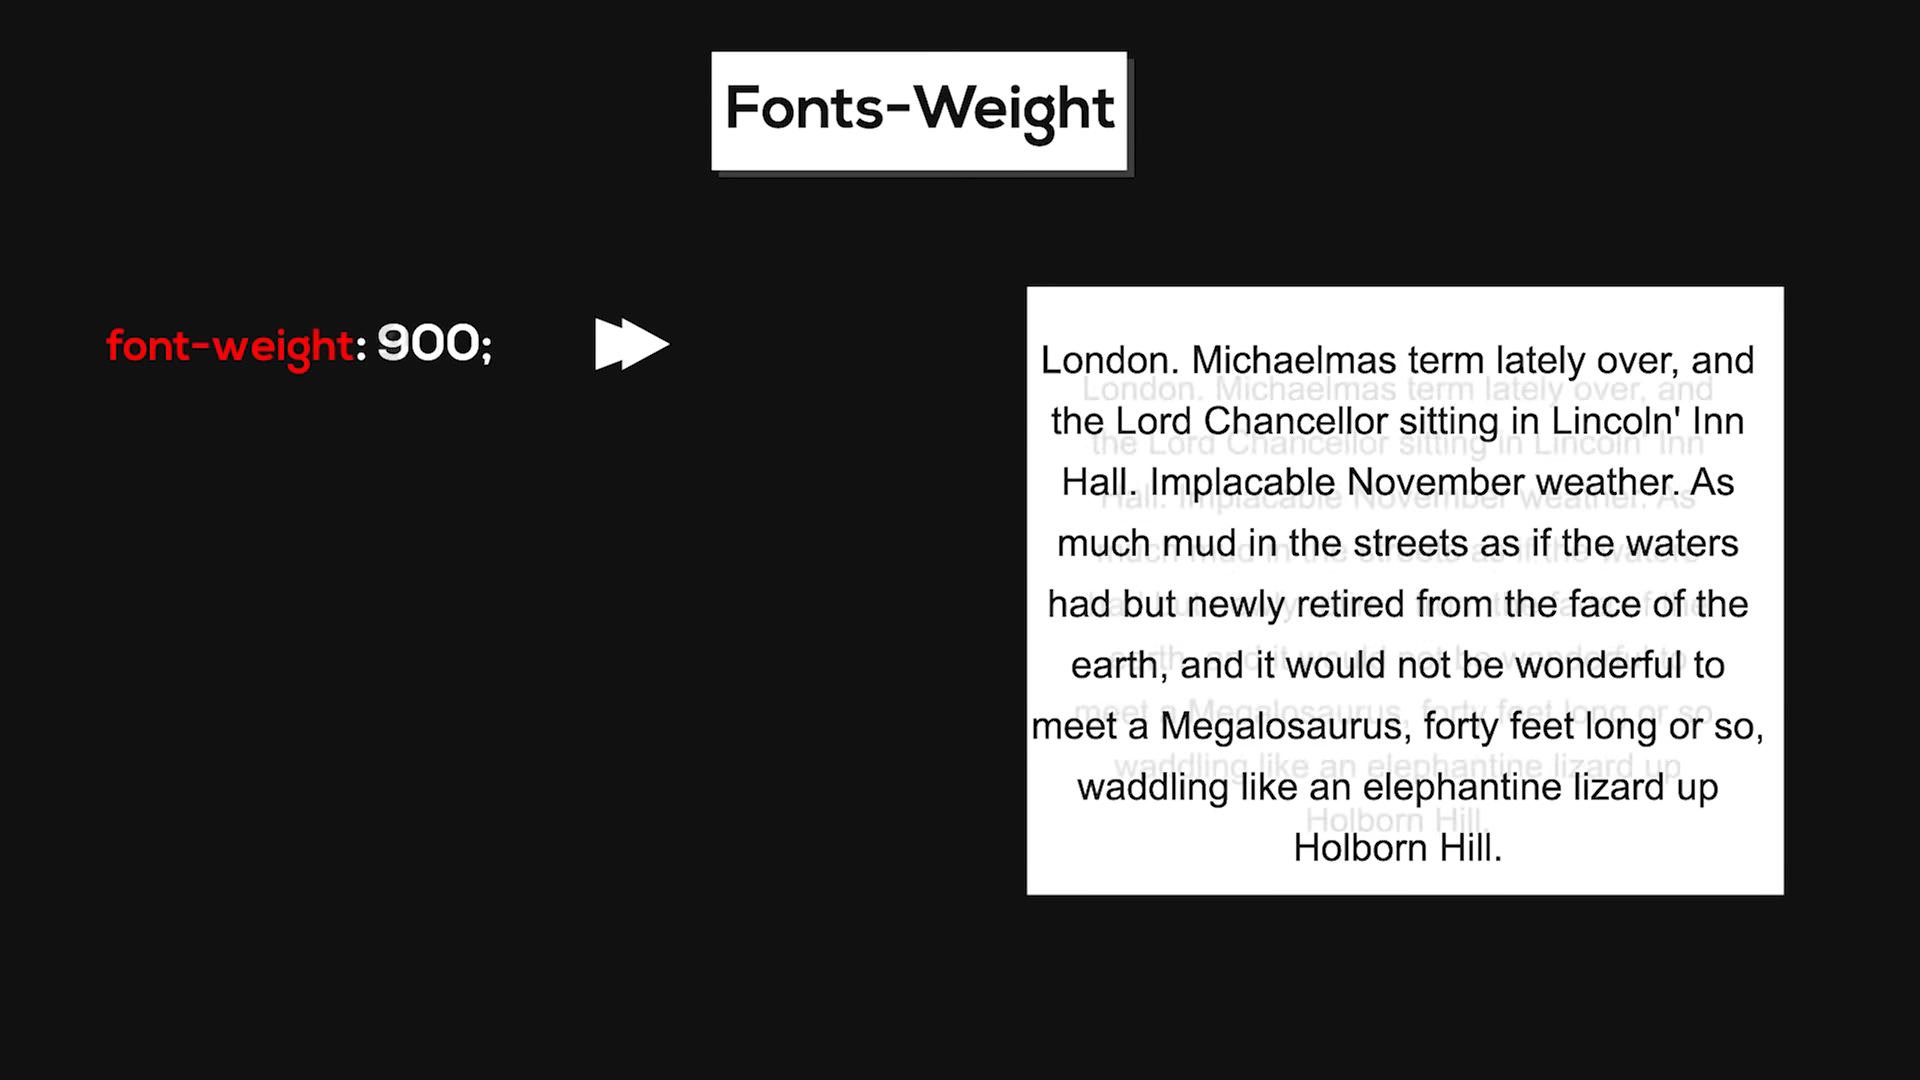 Fonts-Weight
font-weight: 900;
London. Michaelmas term lately over, and
the Lord Chancellor sitting in Lincoln' Inn
Hall. Implacable November weather. As
much mud in the streets as if the waters
had but newly retired from the face of the
earth, and it would not be wonderful to
meet a Megalosaurus, forty feet long or so,
waddling like an elephantine lizard up
Holborn Hill.